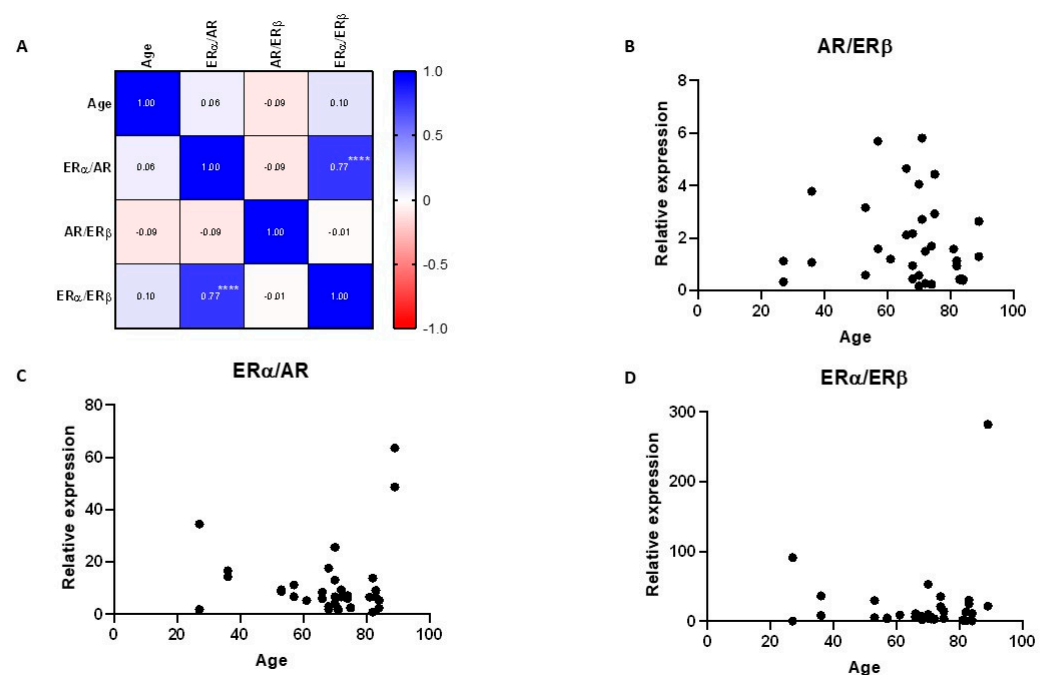 A
Age
ERα/AR
AR/ERβ
ERα/ERβ
Age 1.00 0.06 -0.09 0.10
ERα/AR 0.06 1.00 -0.09 0.77****
AR/ERβ -0.09 -0.09 1.00 -0.01
ERα/ERβ 0.10 0.77**** -0.01 1.00
1.0
0.5
0
-0.5
-1.0
B
AR/ERβ
Relative expression
8
6
4
2
0
0 20 40 60 80 100
Age
C
ERα/AR
Relative expression
80
60
40
20
0
0 20 40 60 80 100
Age
D
ERα/ERβ
Relative expression
300
200
100
0
0 20 40 60 80 100
Age